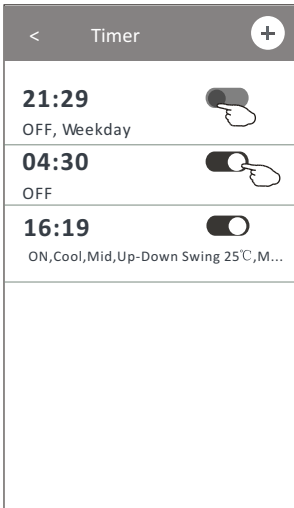 < Timer +
21:29
OFF, Weekday
04:30
OFF
16:19
ON,Cool,Mid,Up-Down Swing 25℃,M...